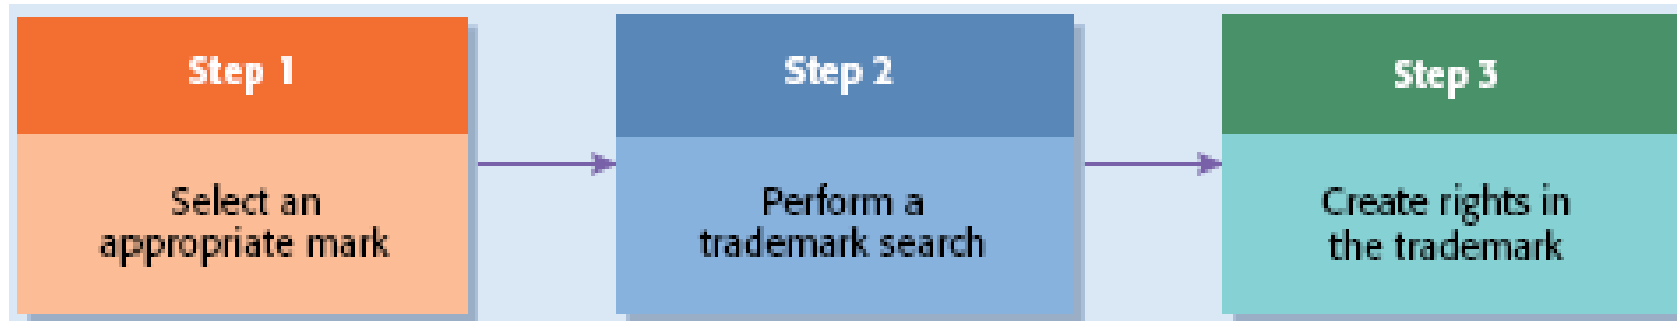 Step 1
Select an
appropriate mark
Step 2
Perform a
trademark search
Step 3
Create rights in
the trademark